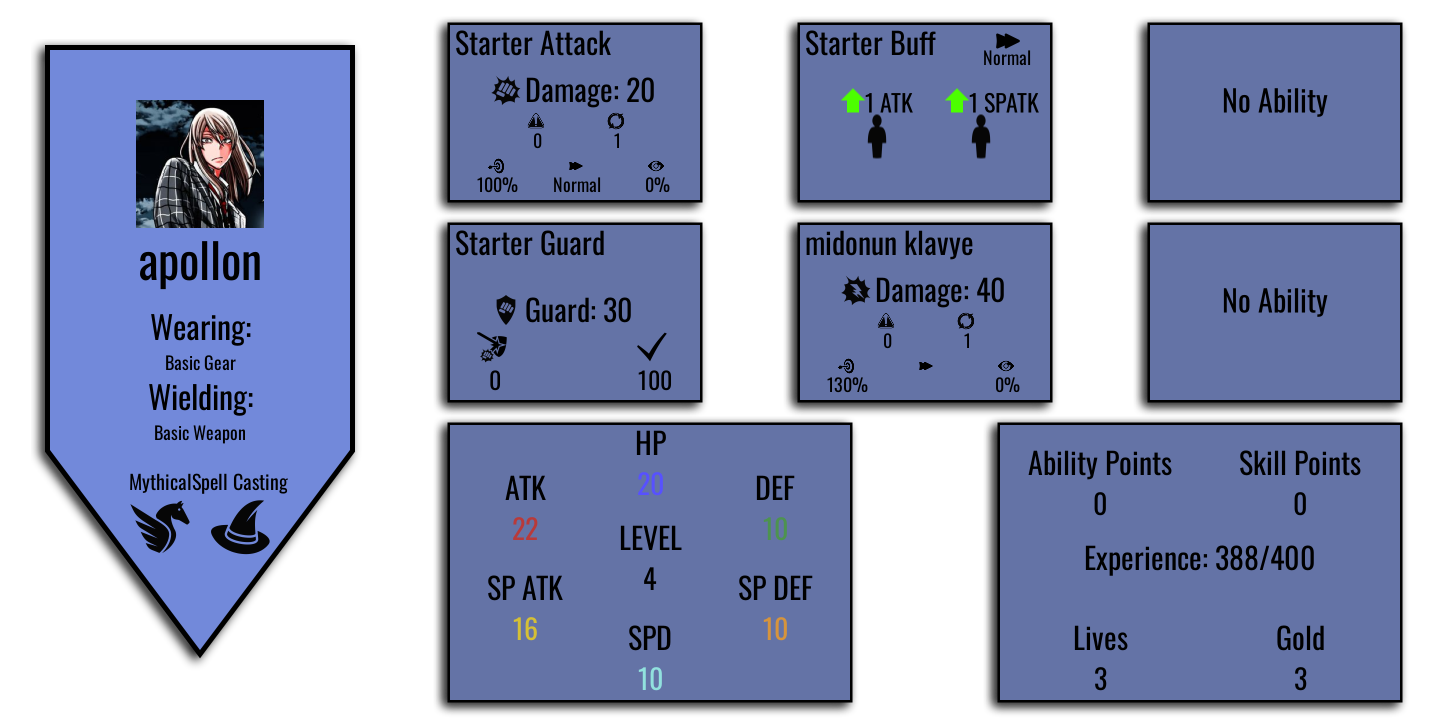 apollon
Wearing:
Basic Gear
Wielding:
Basic Weapon
MythicalSpell Casting
Starter Attack
Damage: 20
0 1
100% Normal 0%
Starter Buff
Normal
1 ATK 1 SPATK
No Ability
Starter Guard
Guard: 30
0 100
midonun klavye
Damage: 40
0 1
130% 0%
No Ability
HP
20
ATK DEF
22 10
LEVEL
4
SP ATK SP DEF
16 10
SPD
10
Ability Points Skill Points
0 0
Experience: 388/400
Lives Gold
3 3